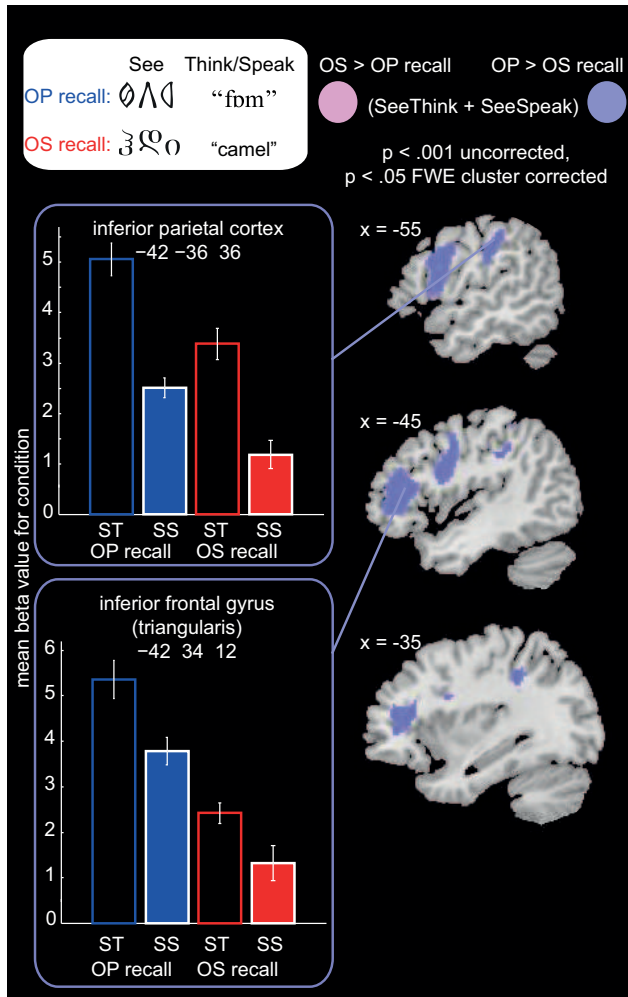 See Think/Speak
OP recall: “fɒm”
OS recall: “camel”
OS > OP recall OP > OS recall
(SeeThink + SeeSpeak)
p < .001 uncorrected,
p < .05 FWE cluster corrected
mean beta value for condition
inferior parietal cortex
−42 −36 36
5
4
3
2
1
0
ST SS ST SS
OP recall OS recall
x = -55
x = -45
x = -35
inferior frontal gyrus
(triangularis)
−42 34 12
6
5
4
3
2
1
0
ST SS ST SS
OP recall OS recall